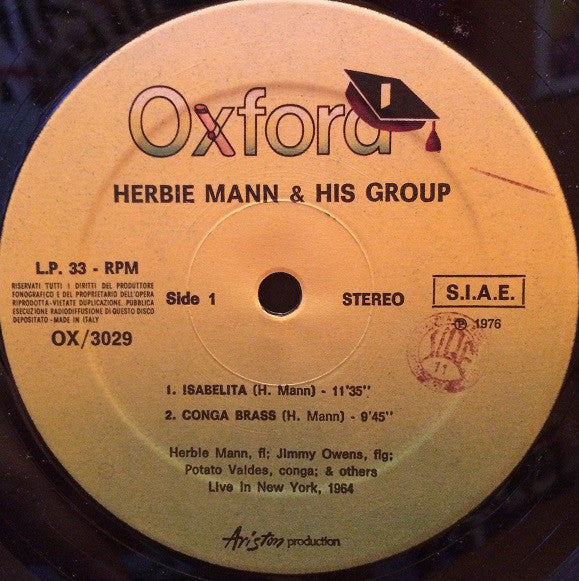 Oxford
HERBIE MANN & HIS GROUP
L.P. 33 - RPM
RISERVATI TUTTI I DIRITTI DEL PRODUTTORE
FONOGRAFICO E DEL PROPRIETARIO DELL'OPERA
RIPRODOTTA-VIETATE DUPLICAZIONE, PUBBLICA
ESECUZIONE RADIODIFFUSIONE DI QUESTO DISCO
DEPOSITATO - MADE IN ITALY
OX/3029
Side 1
STEREO
S.I.A.E.
℗ 1976
11
1. ISABELITA (H. Mann) - 11'35"
2. CONGA BRASS (H. Mann) - 9'45"
Herbie Mann, fl; Jimmy Owens, flg;
Potato Valdes, conga; & others
Live In New York, 1964
Ariston production